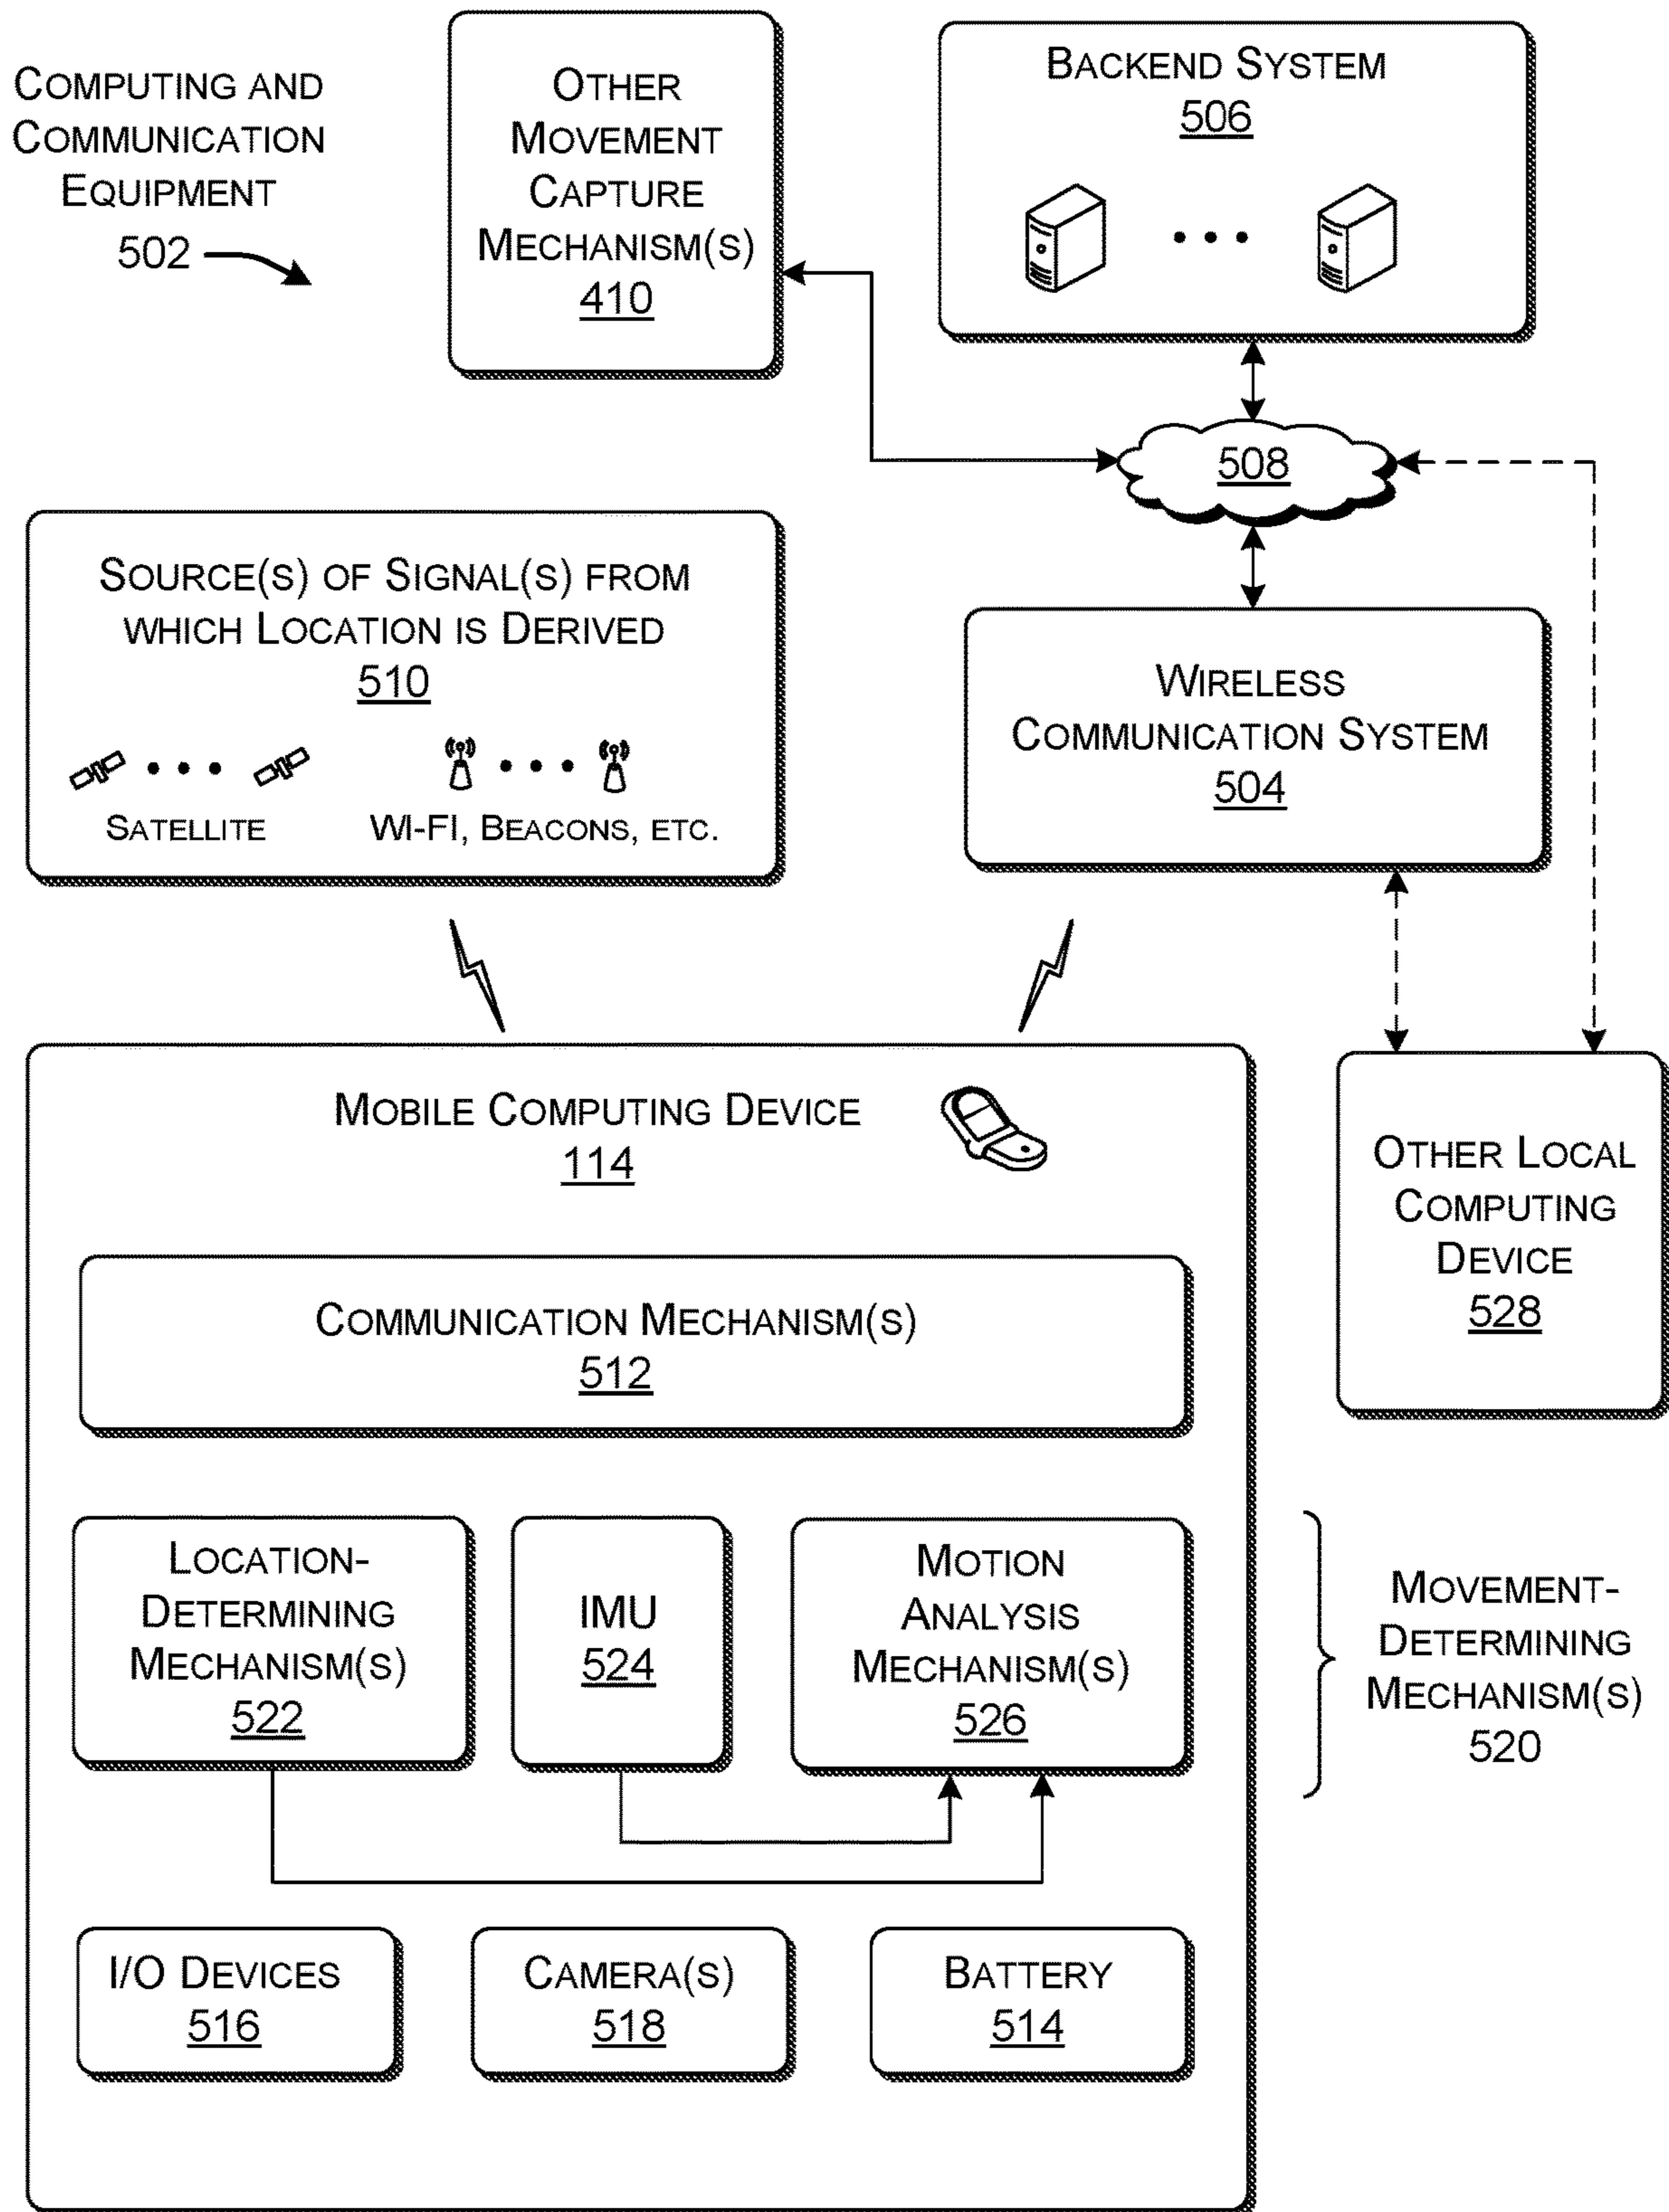 COMPUTING AND
COMMUNICATION
EQUIPMENT
502
OTHER
MOVEMENT
CAPTURE
MECHANISM(S)
410
BACKEND SYSTEM
506
508
SOURCE(S) OF SIGNAL(S) FROM
WHICH LOCATION IS DERIVED
510
SATELLITE
WI-FI, BEACONS, ETC.
WIRELESS
COMMUNICATION SYSTEM
504
MOBILE COMPUTING DEVICE
114
OTHER LOCAL
COMPUTING
DEVICE
528
COMMUNICATION MECHANISM(S)
512
LOCATION-
DETERMINING
MECHANISM(S)
522
IMU
524
MOTION
ANALYSIS
MECHANISM(S)
526
MOVEMENT-
DETERMINING
MECHANISM(S)
520
I/O DEVICES
516
CAMERA(S)
518
BATTERY
514